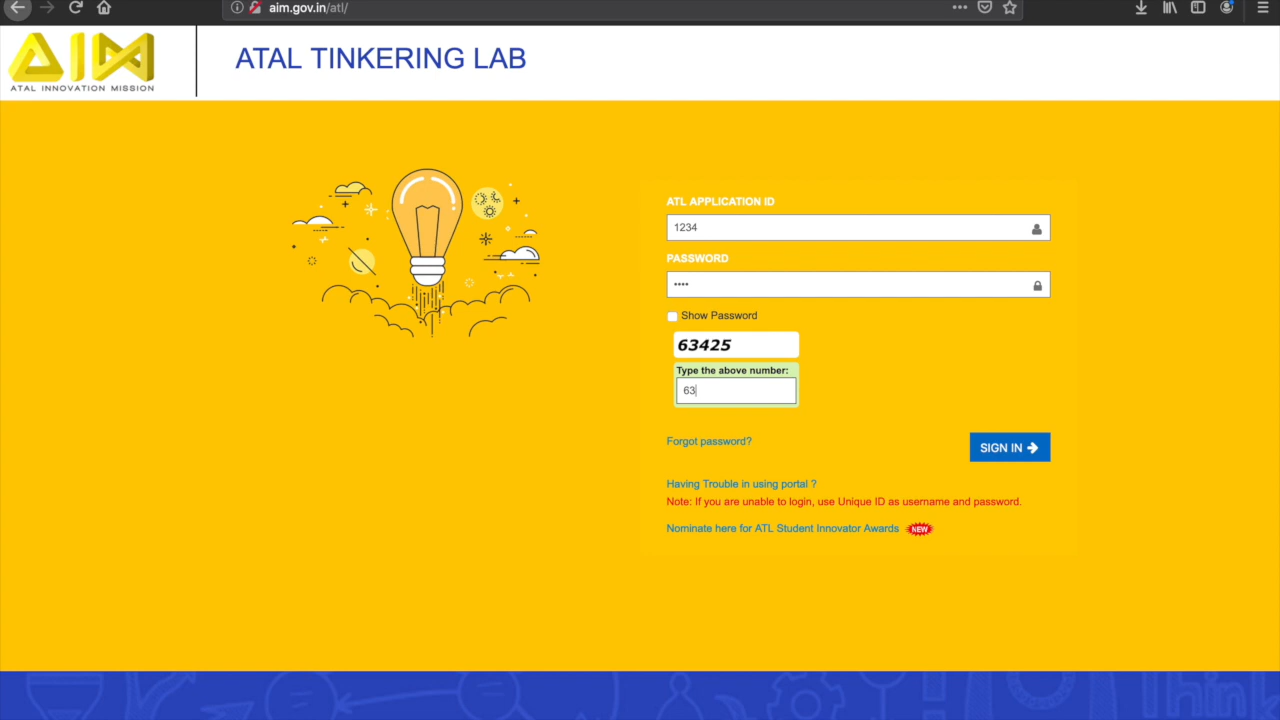 aim.gov.in/atl/
AIM
ATAL INNOVATION MISSION
ATAL TINKERING LAB
ATL APPLICATION ID
1234
PASSWORD
••••
Show Password
63425
Type the above number:
63
Forgot password?
SIGN IN
Having Trouble in using portal ?
Note: If you are unable to login, use Unique ID as username and password.
Nominate here for ATL Student Innovator Awards NEW
Think